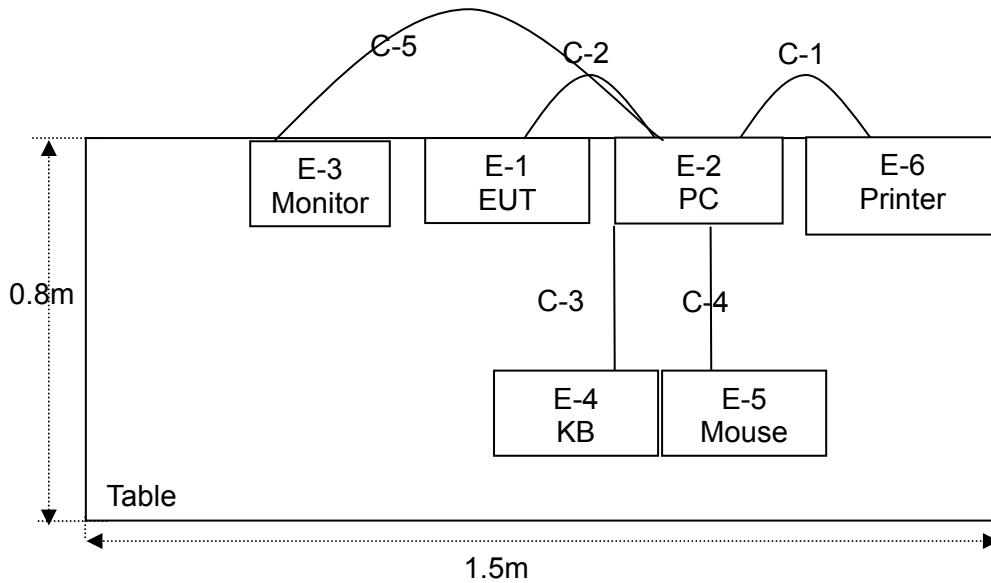 C-5
C-2
C-1
E-3
Monitor
E-1
EUT
E-2
PC
E-6
Printer
0.8m
C-3
C-4
E-4
KB
E-5
Mouse
Table
1.5m